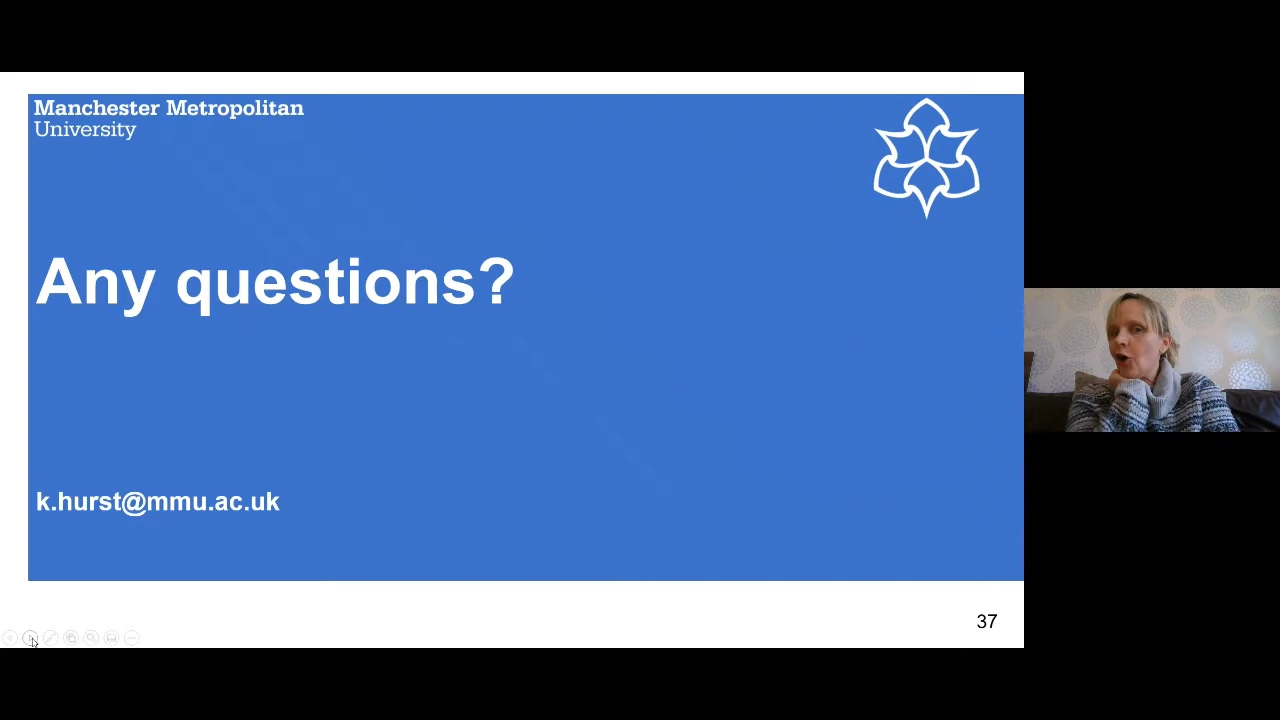 Manchester Metropolitan
University
Any questions?
k.hurst@mmu.ac.uk
37